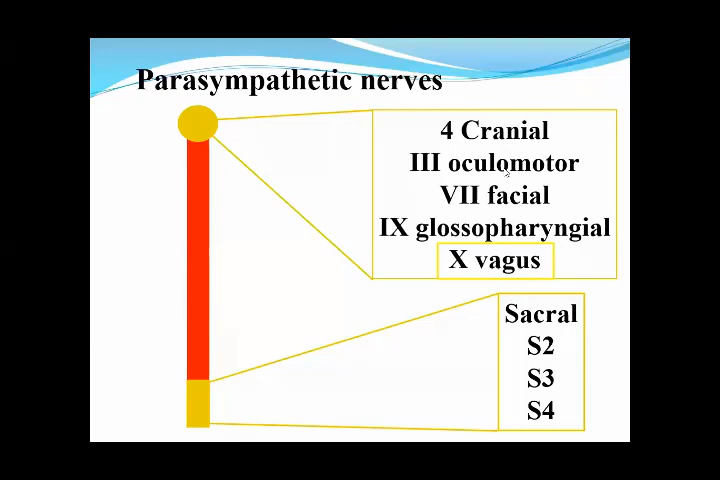 Parasympathetic nerves
4 Cranial
III oculomotor
VII facial
IX glossopharyngial
X vagus
Sacral
S2
S3
S4